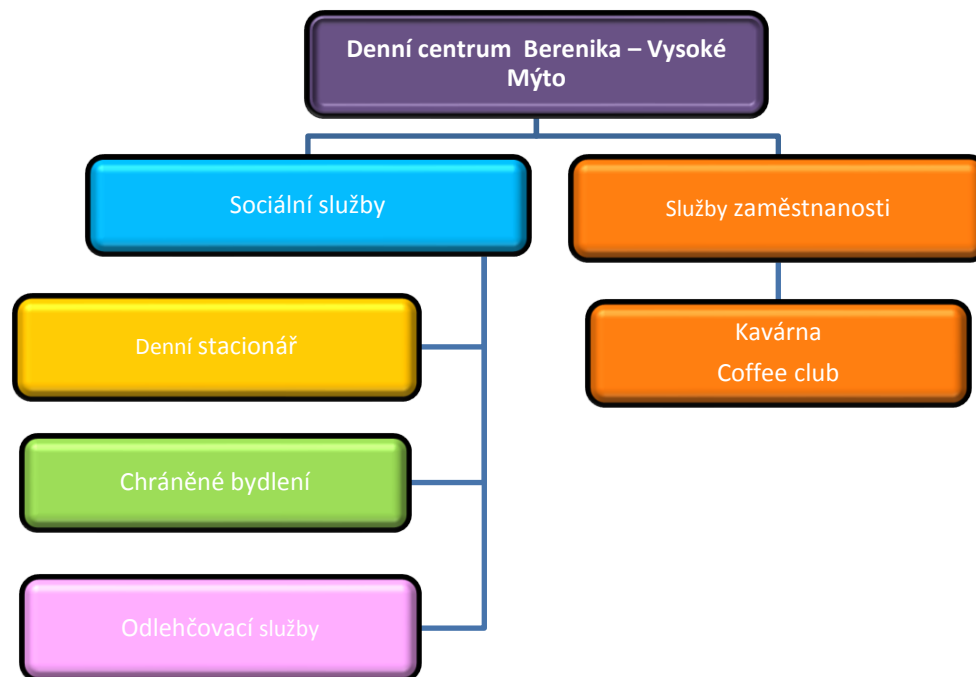 Denní centrum Berenika – Vysoké
Mýto
Sociální služby
Služby zaměstnanosti
Denní stacionář
Kavárna
Coffee club
Chráněné bydlení
Odlehčovací služby